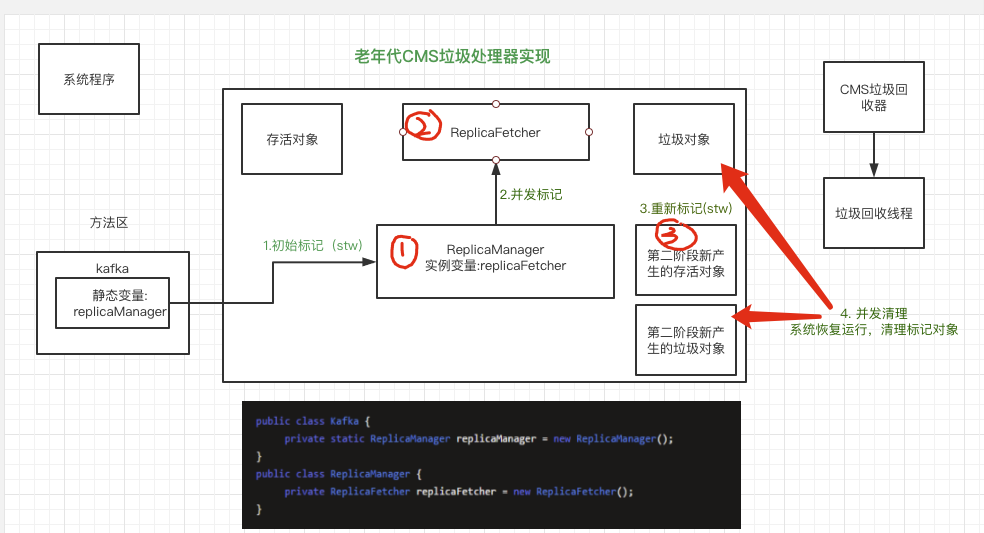 老年代CMS垃圾处理器实现
系统程序
存活对象
②
ReplicaFetcher
垃圾对象
CMS垃圾回
收器
垃圾回收线程
2.并发标记
3.重新标记(stw)
方法区
1.初始标记（stw）
①
ReplicaManager
实例变量:replicaFetcher
③
第二阶段新产
生的存活对象
kafka
静态变量:
replicaManager
第二阶段新产
生的垃圾对象
4. 并发清理
系统恢复运行，清理标记对象
public class Kafka {
private static ReplicaManager replicaManager = new ReplicaManager();
}
public class ReplicaManager {
private ReplicaFetcher replicaFetcher = new ReplicaFetcher();
}